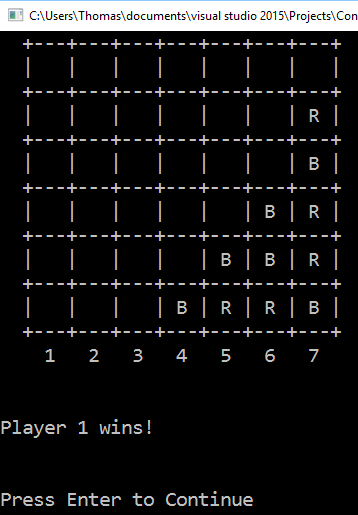 C:\Users\Thomas\documents\visual studio 2015\Projects\Con
+---+---+---+---+---+---+---+
|   |   |   |   |   |   |   |
+---+---+---+---+---+---+---+
|   |   |   |   |   |   | R |
+---+---+---+---+---+---+---+
|   |   |   |   |   |   | B |
+---+---+---+---+---+---+---+
|   |   |   |   |   | B | R |
+---+---+---+---+---+---+---+
|   |   |   |   | B | B | R |
+---+---+---+---+---+---+---+
|   |   |   | B | R | R | B |
+---+---+---+---+---+---+---+
1 2 3 4 5 6 7
Player 1 wins!
Press Enter to Continue